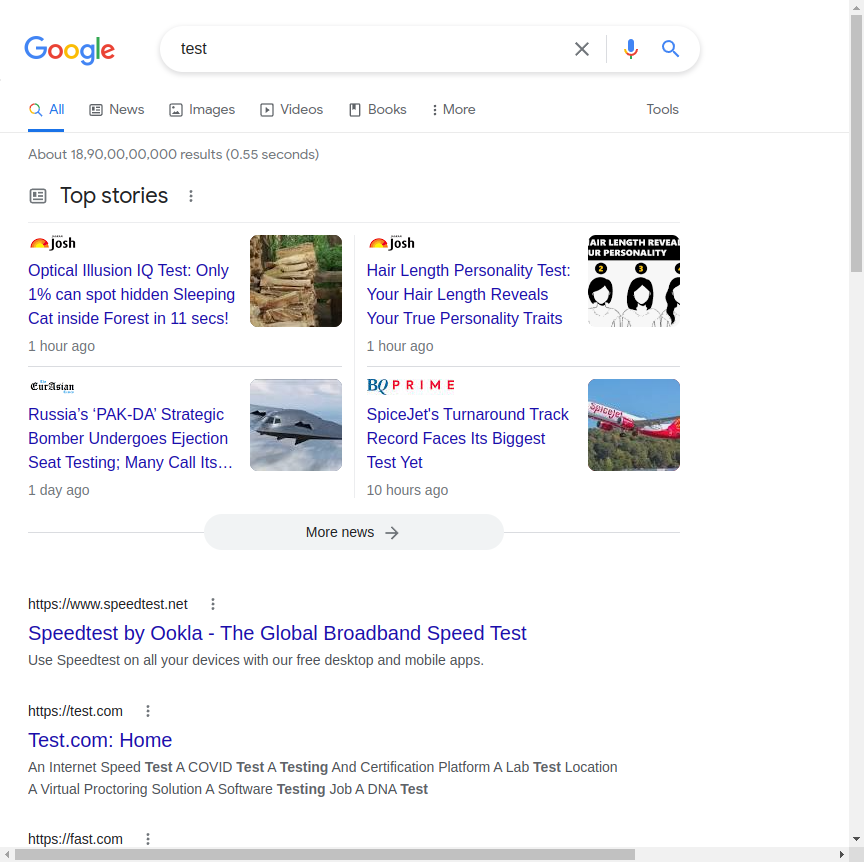 Google
test
All
News
Images
Videos
Books
More
Tools
About 18,90,00,00,000 results (0.55 seconds)
Top stories
Josh
Optical Illusion IQ Test: Only
1% can spot hidden Sleeping
Cat inside Forest in 11 secs!
1 hour ago
Josh
Hair Length Personality Test:
Your Hair Length Reveals
Your True Personality Traits
1 hour ago
AIR LENGTH REVEAL
UR PERSONALITY
2 3
EurAsian
Russia’s ‘PAK-DA’ Strategic
Bomber Undergoes Ejection
Seat Testing; Many Call Its…
1 day ago
BQ PRIME
SpiceJet's Turnaround Track
Record Faces Its Biggest
Test Yet
10 hours ago
SpiceJet
More news
https://www.speedtest.net
Speedtest by Ookla - The Global Broadband Speed Test
Use Speedtest on all your devices with our free desktop and mobile apps.
https://test.com
Test.com: Home
An Internet Speed Test A COVID Test A Testing And Certification Platform A Lab Test Location
A Virtual Proctoring Solution A Software Testing Job A DNA Test
https://fast.com